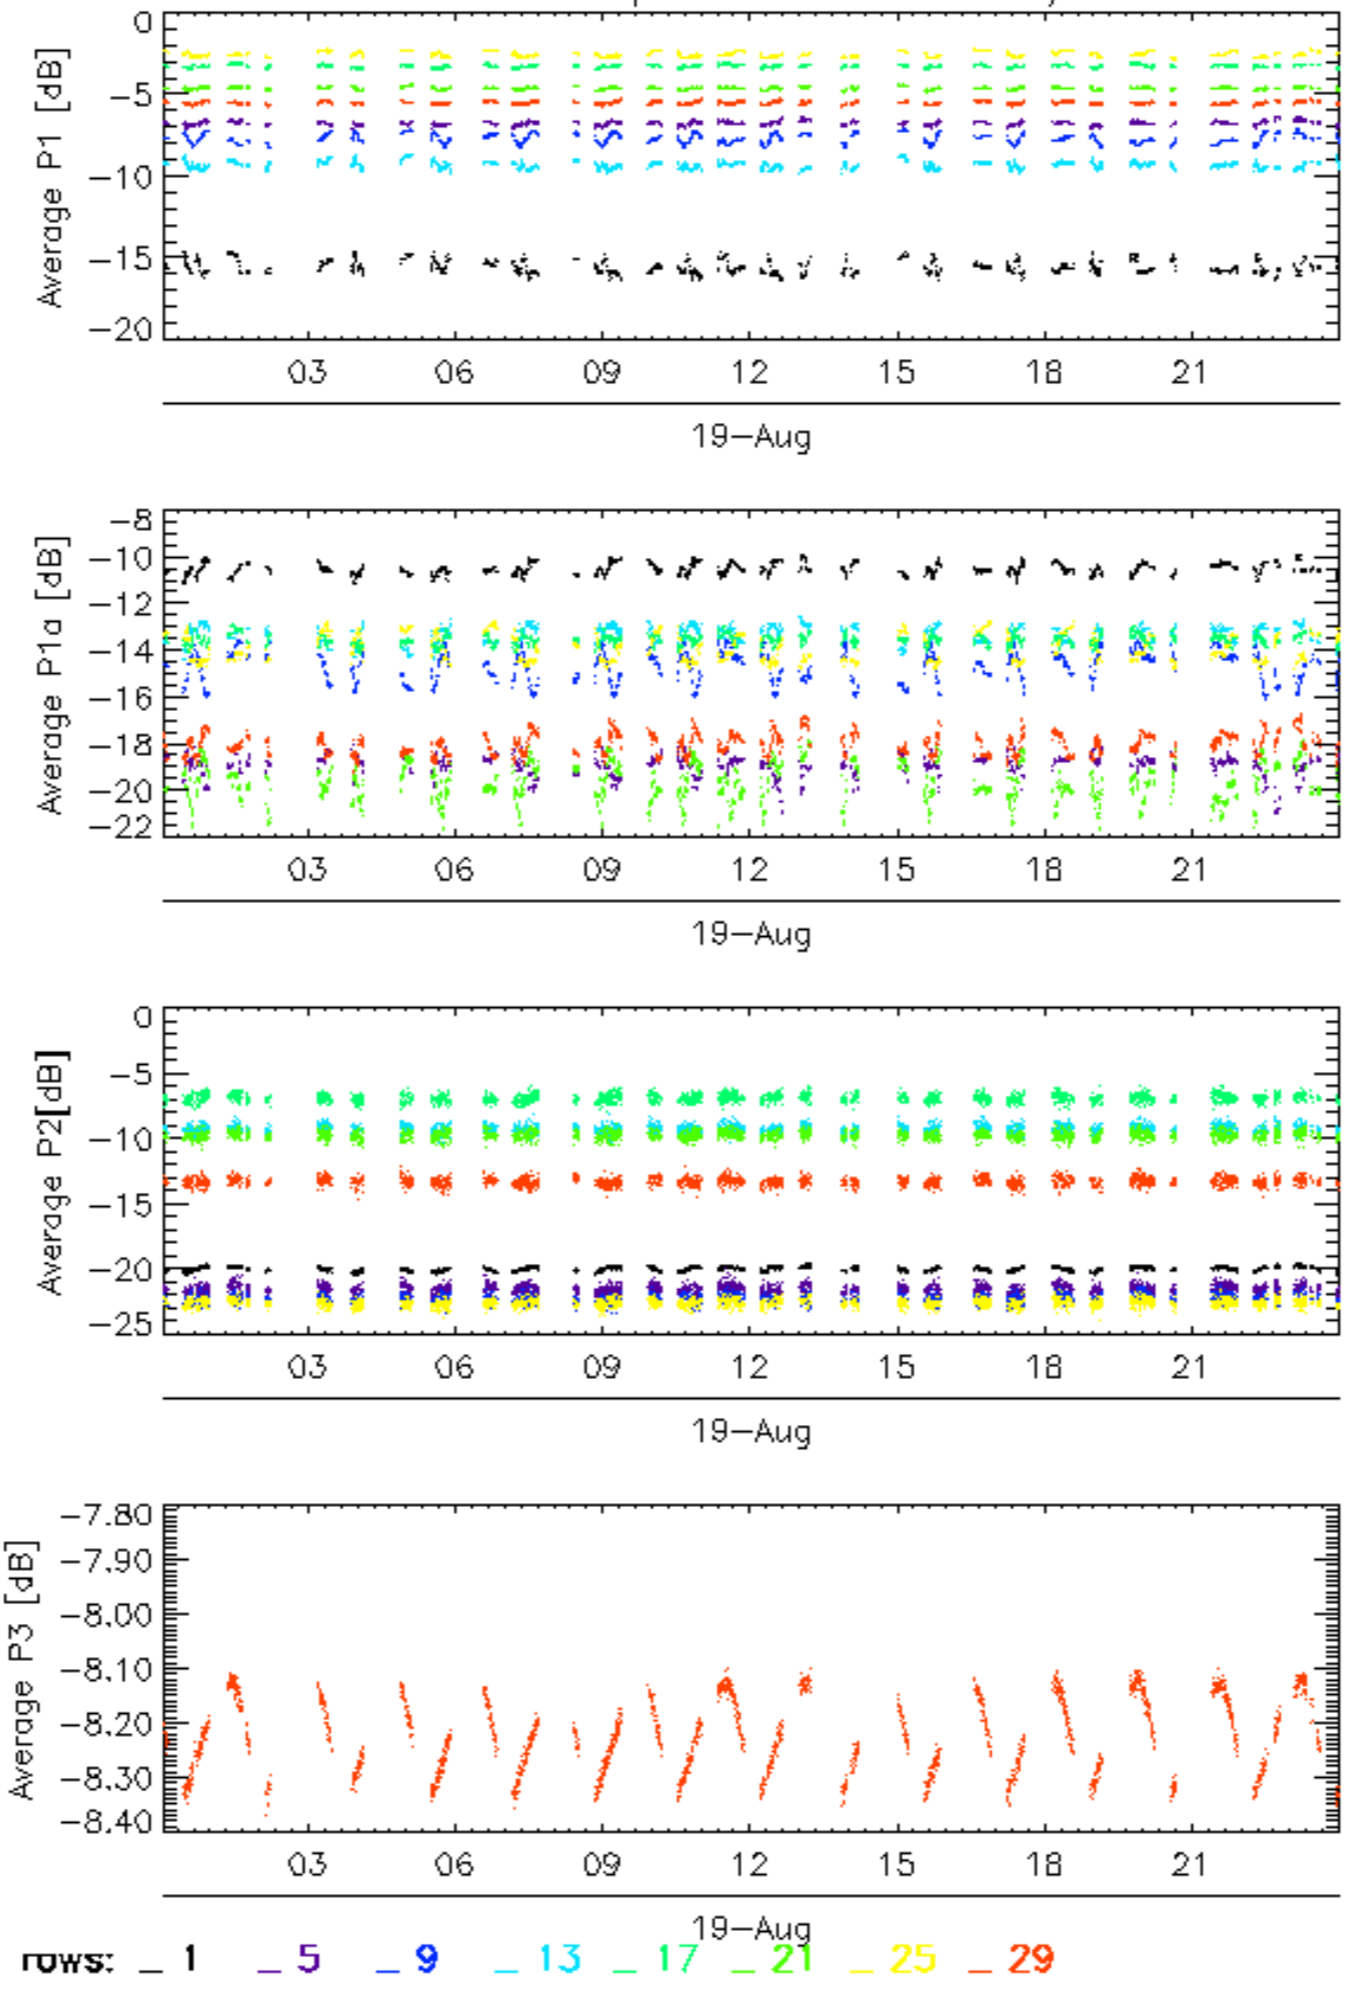 0
−5
−10
−15
−20
Average P1 [dB]
03 06 09 12 15 18 21
19−Aug
−8
−10
−12
−14
−16
−18
−20
−22
Average P1a [dB]
03 06 09 12 15 18 21
19−Aug
0
−5
−10
−15
−20
−25
Average P2[dB]
03 06 09 12 15 18 21
19−Aug
−7.80
−7.90
−8.00
−8.10
−8.20
−8.30
−8.40
Average P3 [dB]
03 06 09 12 15 18 21
19−Aug
rows: _ 1 _ 5 _ 9 _ 13 _ 17 _ 21 _ 25 _ 29